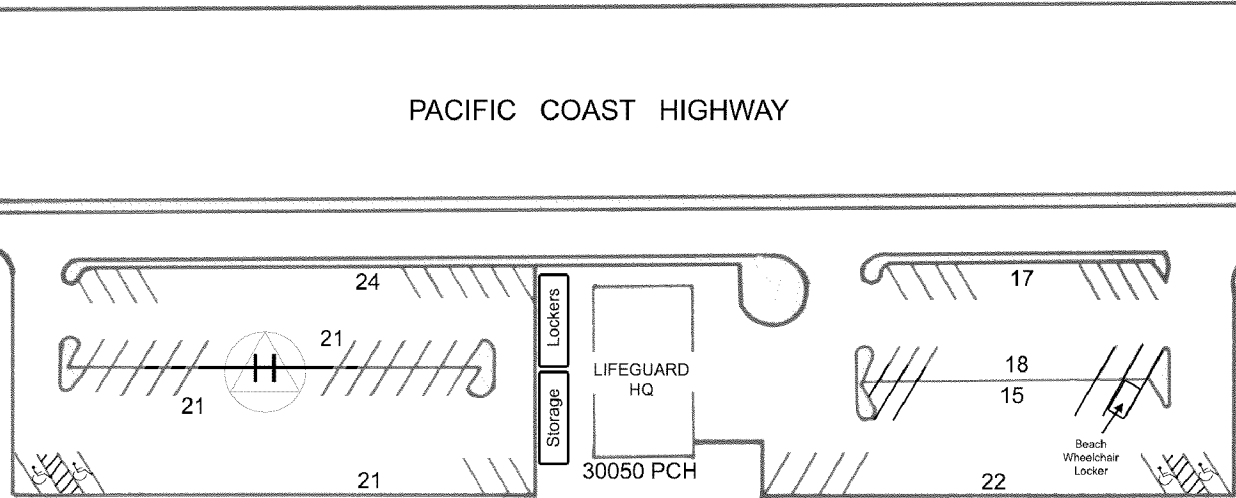 PACIFIC COAST HIGHWAY
24
17
21
Lockers
LIFEGUARD
HQ
18
15
21
Storage
Beach
Wheelchair
Locker
30050 PCH
21
22
H